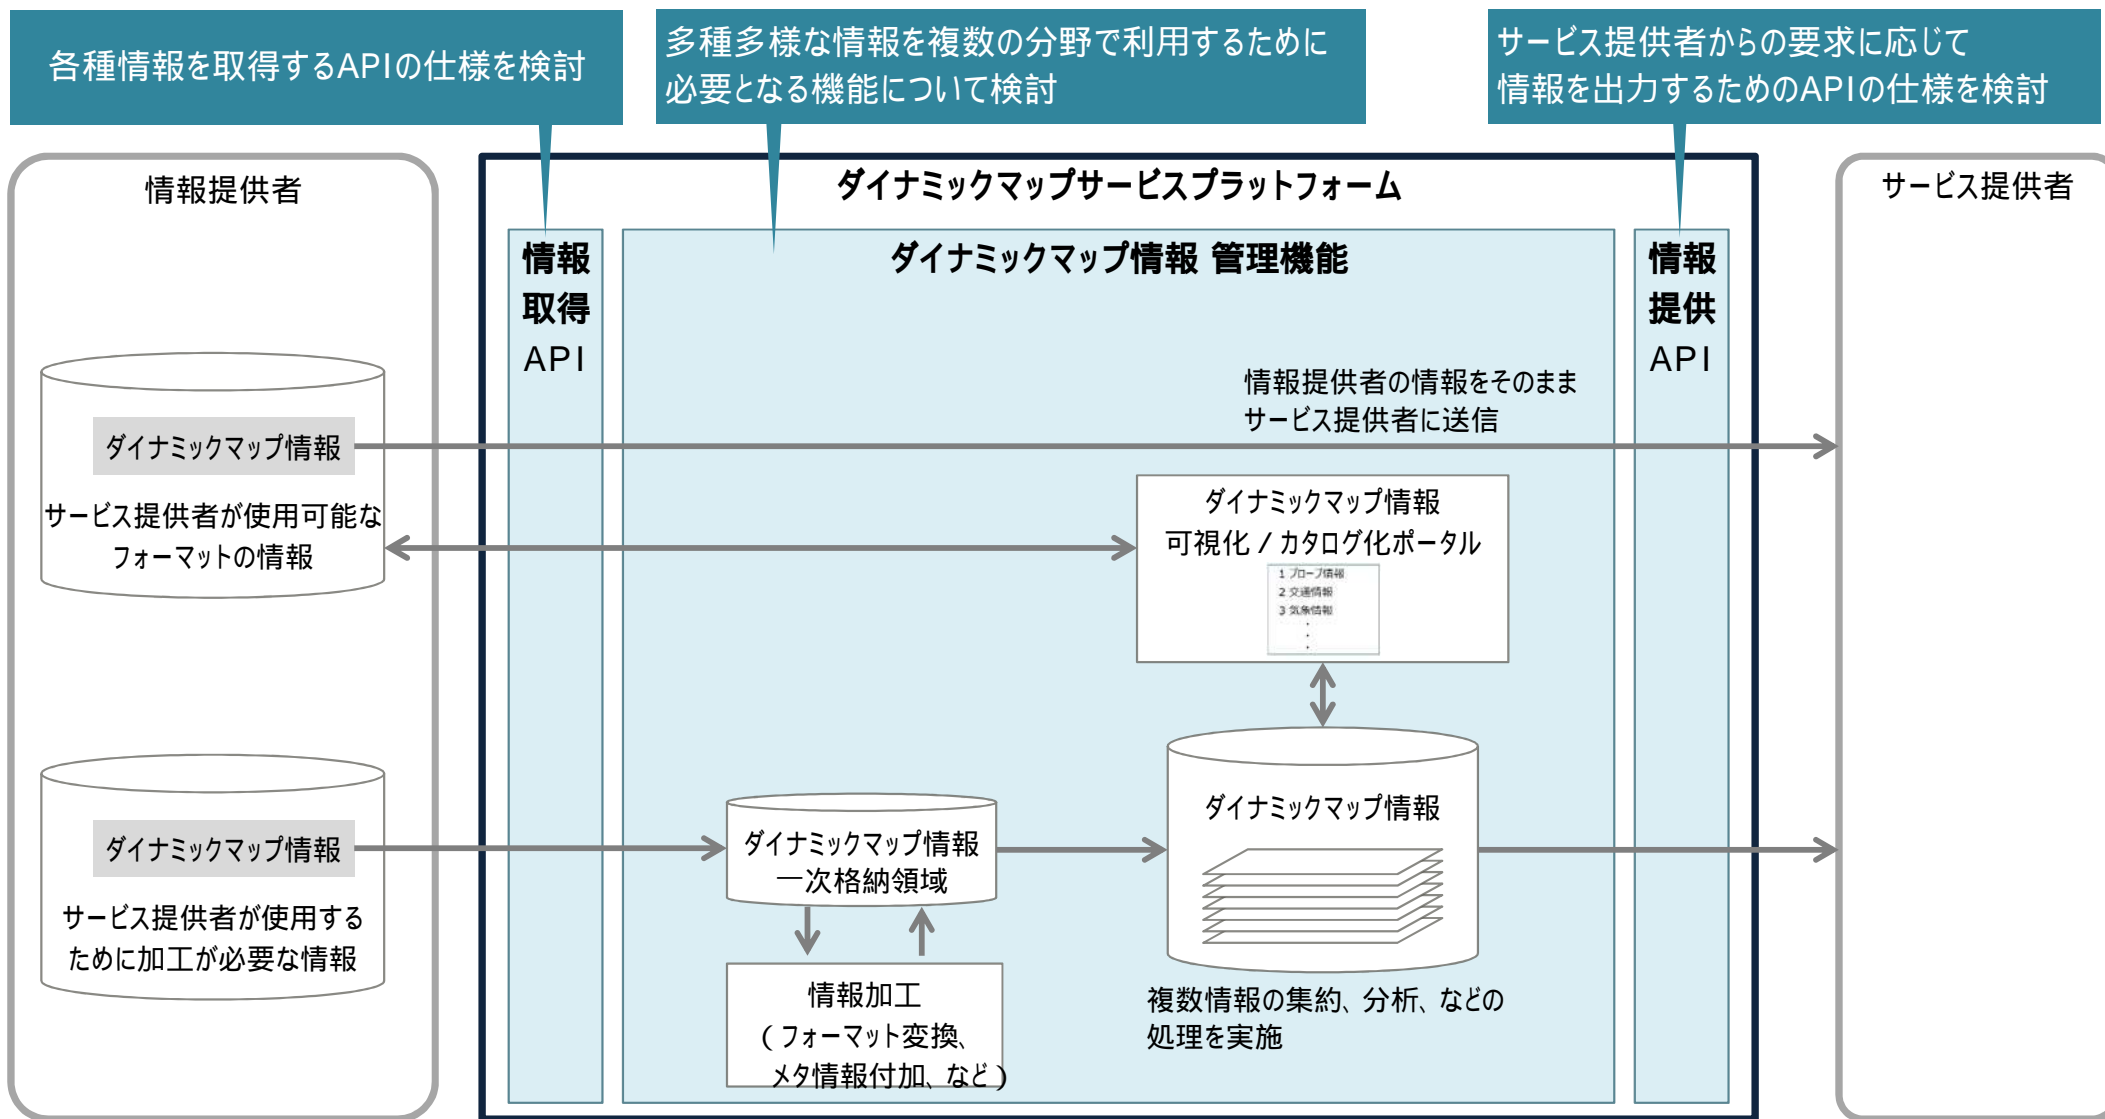 各種情報を取得するAPIの仕様を検討
多種多様な情報を複数の分野で利用するために
必要となる機能について検討
サービス提供者からの要求に応じて
情報を出力するためのAPIの仕様を検討
情報提供者
ダイナミックマップサービスプラットフォーム
サービス提供者
情報
取得
API
ダイナミックマップ情報 管理機能
情報
提供
API
情報提供者の情報をそのまま
サービス提供者に送信
ダイナミックマップ情報
サービス提供者が使用可能な
フォーマットの情報
ダイナミックマップ情報
可視化 / カタログ化ポータル
1 プローブ情報
2 交通情報
3 気象情報
・
・
・
ダイナミックマップ情報
サービス提供者が使用する
ために加工が必要な情報
ダイナミックマップ情報
一次格納領域
ダイナミックマップ情報
情報加工
（フォーマット変換、
メタ情報付加、など）
複数情報の集約、分析、などの
処理を実施